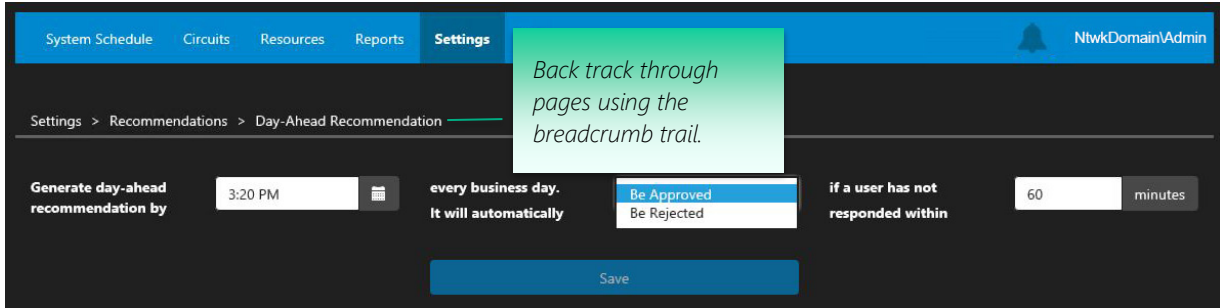 System Schedule Circuits Resources Reports Settings NtwkDomain\Admin
Back track through
pages using the
breadcrumb trail.
Settings > Recommendations > Day-Ahead Recommendation
Generate day-ahead
recommendation by
3:20 PM
every business day.
It will automatically
Be Approved
Be Rejected
if a user has not
responded within
60 minutes
Save